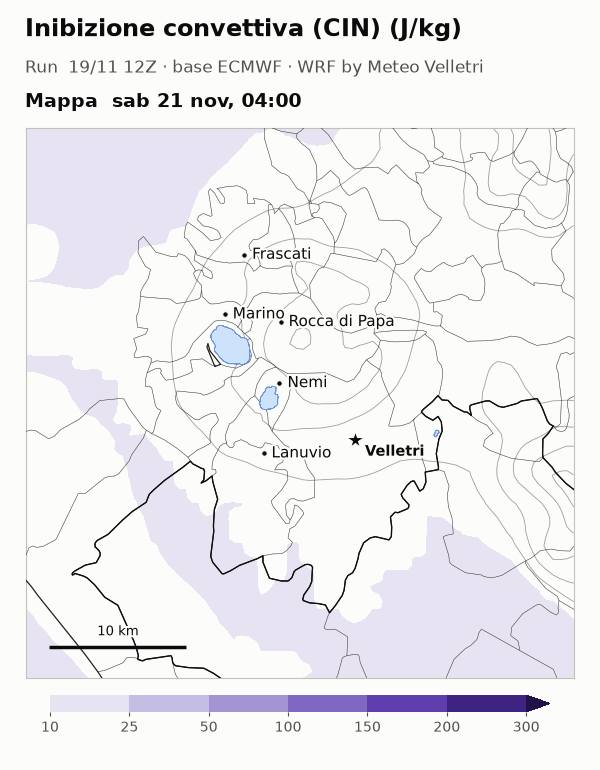 Inibizione convettiva (CIN) (J/kg)
Run  19/11 12Z · base ECMWF · WRF by Meteo Velletri
Mappa  sab 21 nov, 04:00
Frascati
Marino
Rocca di Papa
Nemi
Velletri
Lanuvio
10 km
10 25 50 100 150 200 300